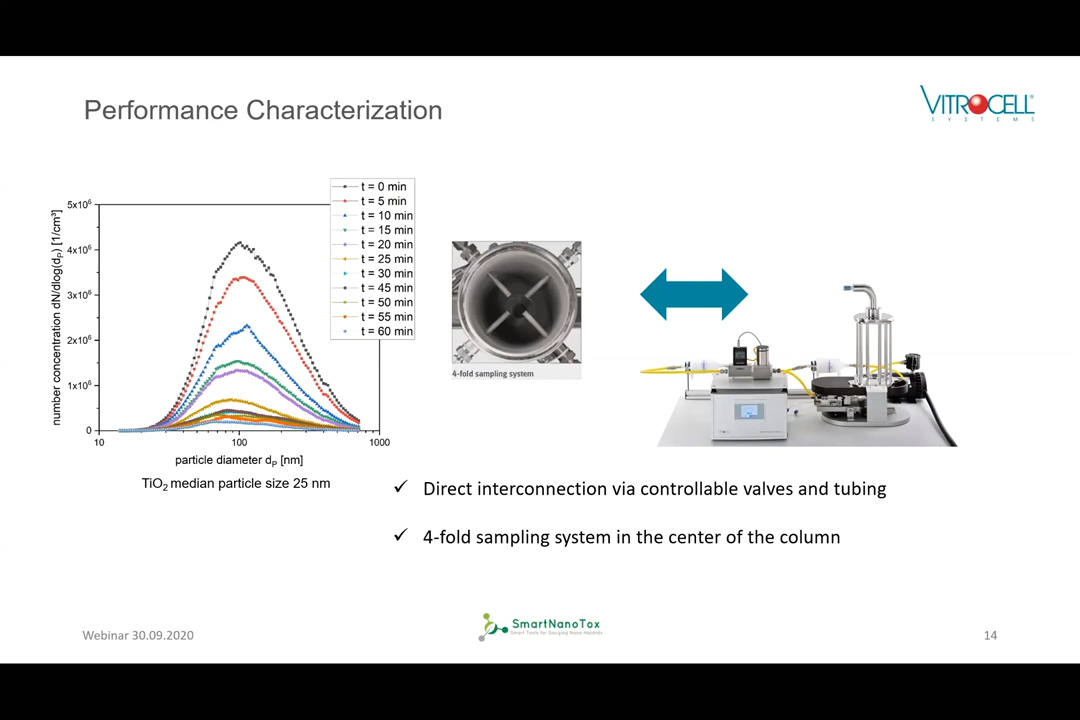 Performance Characterization
VITROCELL®
SYSTEMS
number concentration dN/dlog(dP) [1/cm³]
5x10⁶
4x10⁶
3x10⁶
2x10⁶
1x10⁶
0
10
100
1000
particle diameter dP [nm]
TiO2 median particle size 25 nm
t = 0 min
t = 5 min
t = 10 min
t = 15 min
t = 20 min
t = 25 min
t = 30 min
t = 45 min
t = 50 min
t = 55 min
t = 60 min
4-fold sampling system
✓ Direct interconnection via controllable valves and tubing
✓ 4-fold sampling system in the center of the column
Webinar 30.09.2020
SmartNanoTox
Smart Tools for Gauging Nano Hazards
14